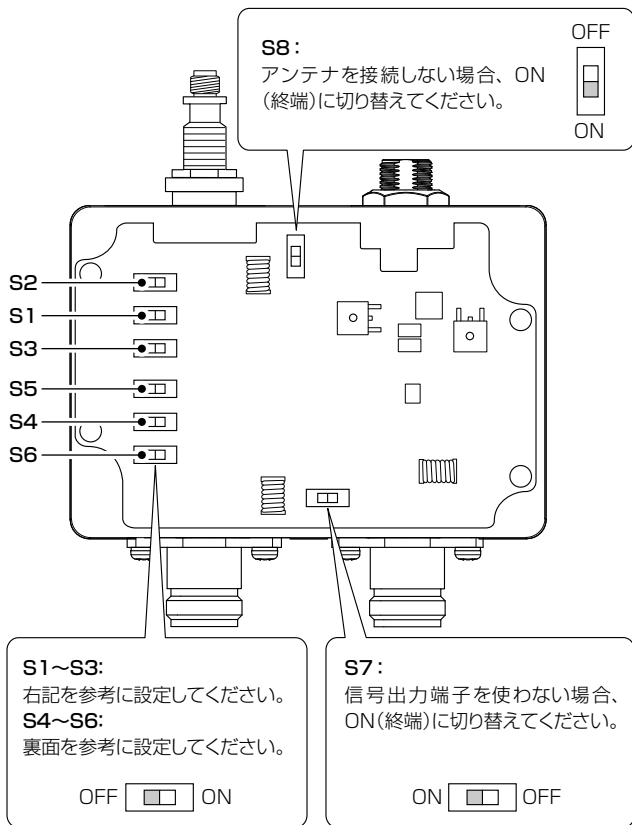 S8：
アンテナを接続しない場合、ON
（終端）に切り替えてください。
OFF
ON
S2
S1
S3
S5
S4
S6
S1～S3:
右記を参考に設定してください。
S4～S6:
裏面を参考に設定してください。
OFF ON
S7：
信号出力端子を使わない場合、
ON（終端）に切り替えてください。
ON OFF